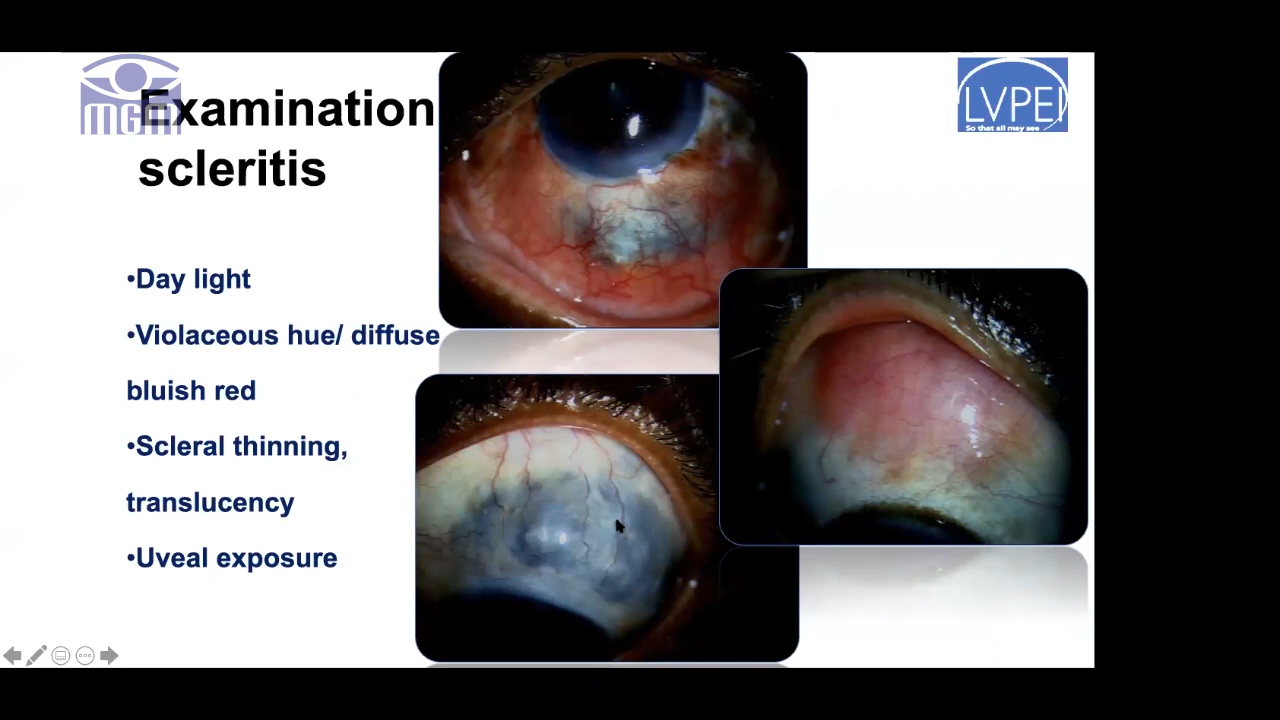 MGM
Examination
scleritis
LVPEI
So that all may see
•Day light
•Violaceous hue/ diffuse
bluish red
•Scleral thinning,
translucency
•Uveal exposure